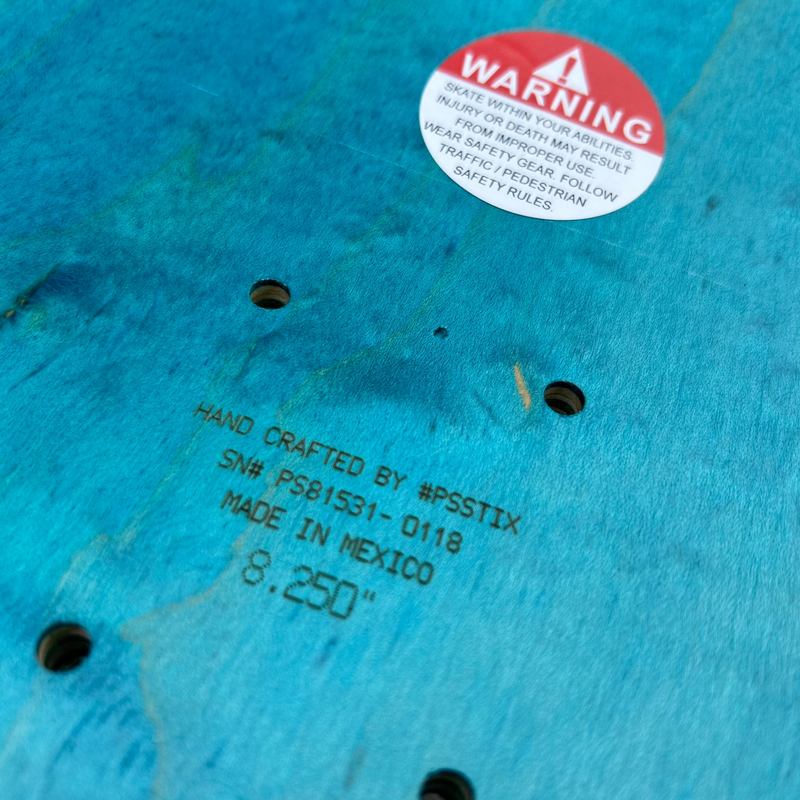 WARNING
SKATE WITHIN YOUR ABILITIES.
INJURY OR DEATH MAY RESULT
FROM IMPROPER USE.
WEAR SAFETY GEAR. FOLLOW
TRAFFIC / PEDESTRIAN
SAFETY RULES.
HAND CRAFTED BY #PSSTIX
SN# PS81531- 0118
MADE IN MEXICO
8.250"